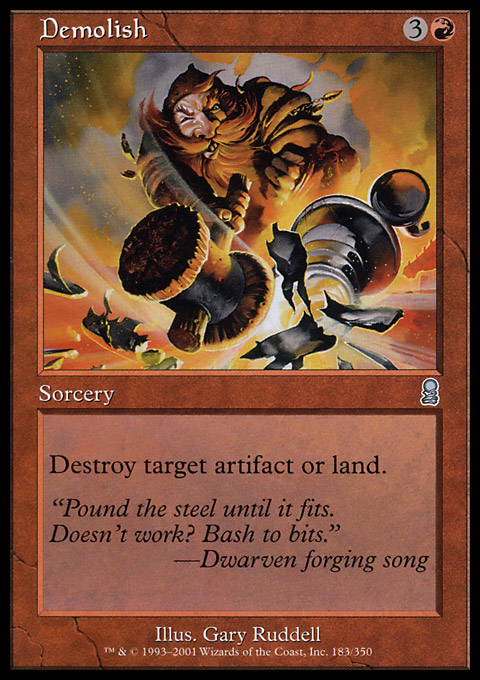 Demolish 3
Sorcery
Destroy target artifact or land.
“Pound the steel until it fits.
Doesn’t work? Bash to bits.”
—Dwarven forging song
Illus. Gary Ruddell
™ & © 1993–2001 Wizards of the Coast, Inc. 183/350